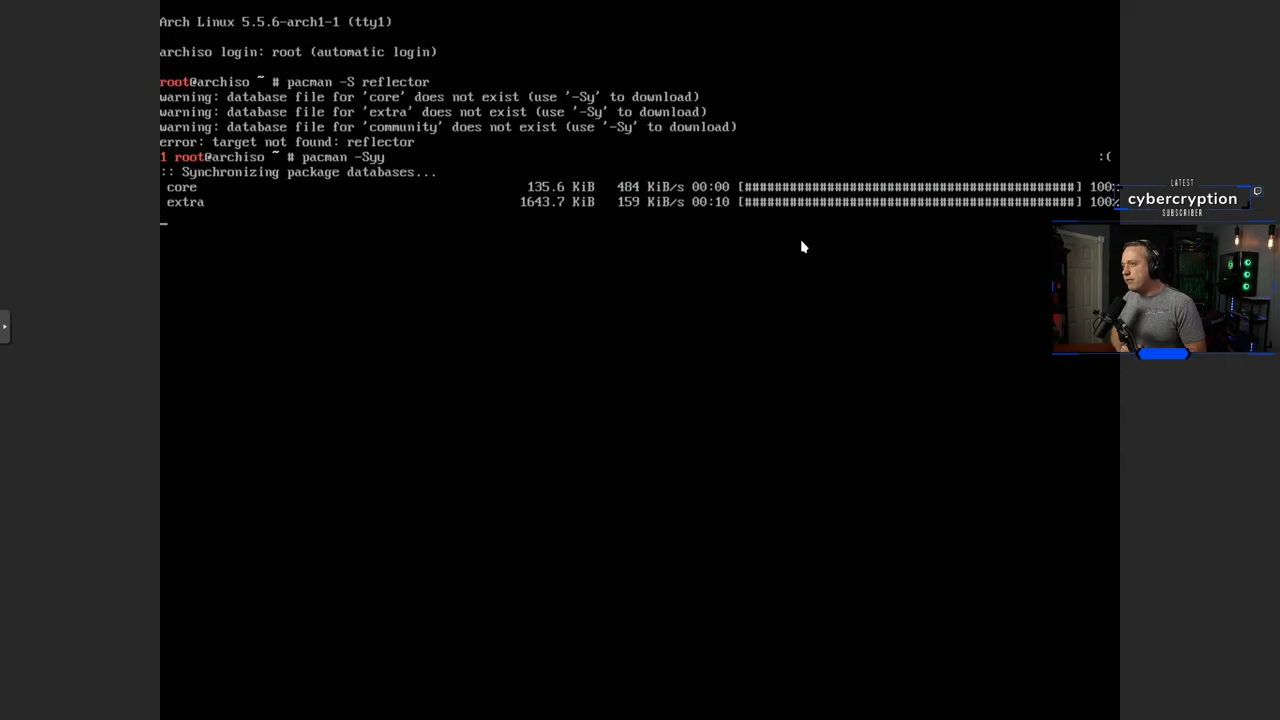 Arch Linux 5.5.6-arch1-1 (tty1)
archiso login: root (automatic login)
root@archiso ~ # pacman -S reflector
warning: database file for 'core' does not exist (use '-Sy' to download)
warning: database file for 'extra' does not exist (use '-Sy' to download)
warning: database file for 'community' does not exist (use '-Sy' to download)
error: target not found: reflector
1 root@archiso ~ # pacman -Syy :(
:: Synchronizing package databases...
core 135.6 KiB 484 KiB/s 00:00 [############################################] 100%
extra 1643.7 KiB 159 KiB/s 00:10 [############################################] 100%
LATEST
cybercryption
SUBSCRIBER